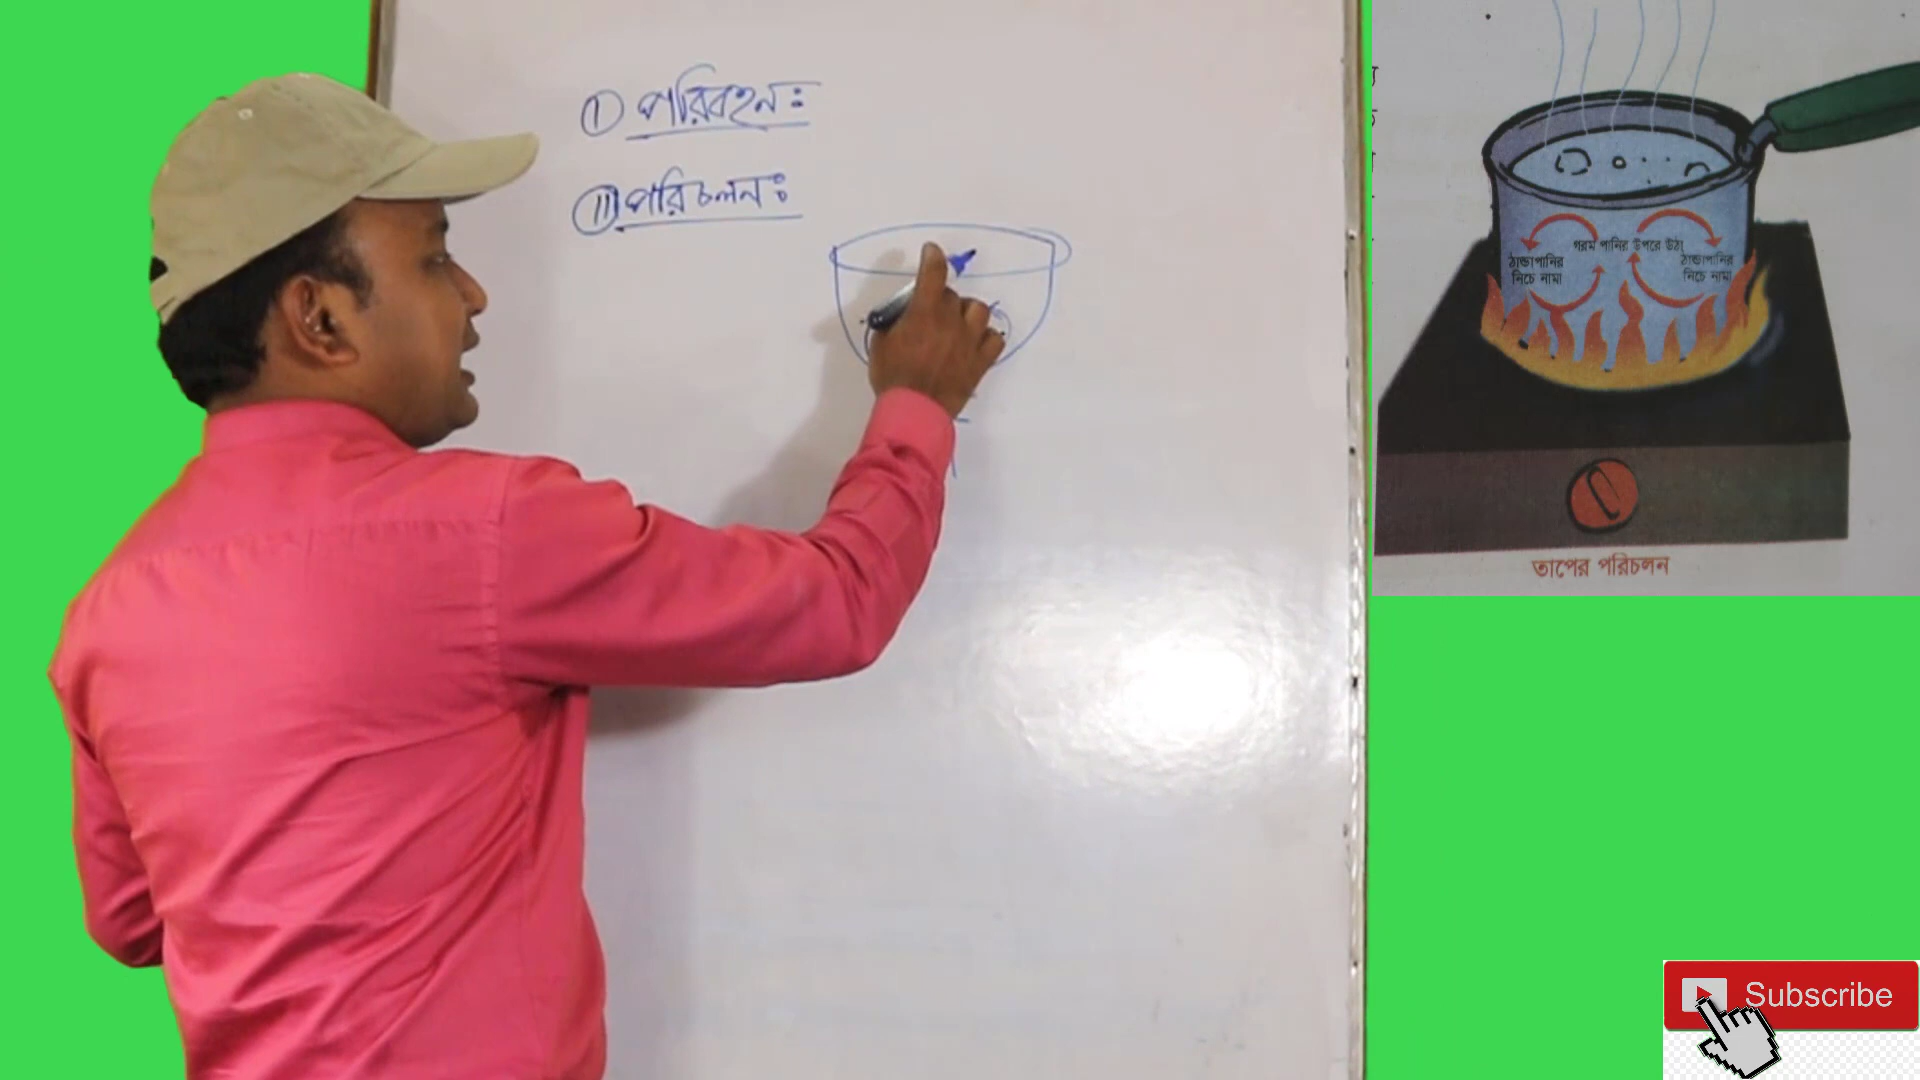 ① পরিবহনঃ
② পরিচলনঃ
গরম পানির উপরে উঠা
ঠান্ডাপানির
নিচে নামা
ঠান্ডাপানির
নিচে নামা
তাপের পরিচলন
Subscribe